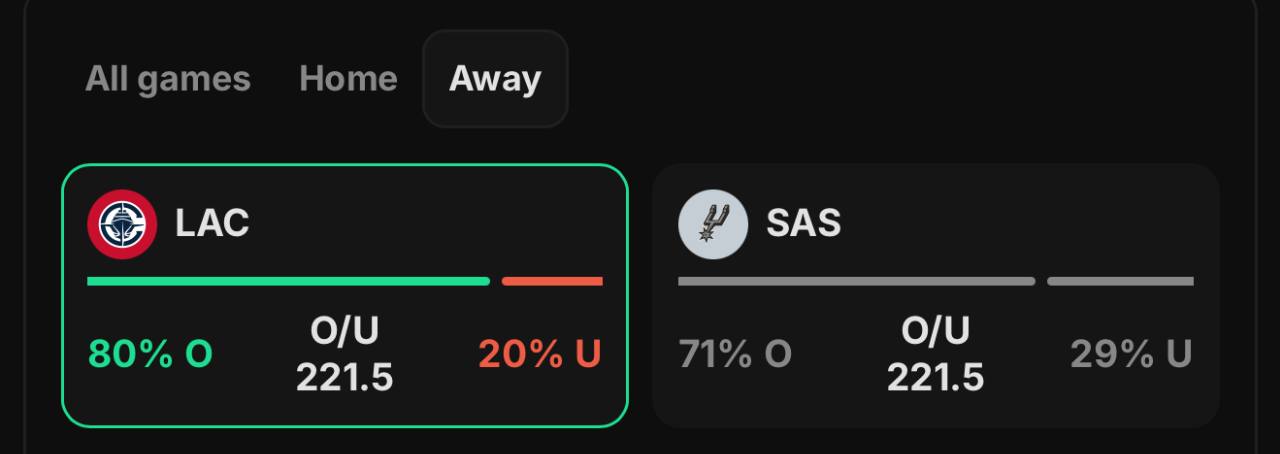 All games Home Away
LAC
80% O O/U 221.5 20% U
SAS
71% O O/U 221.5 29% U